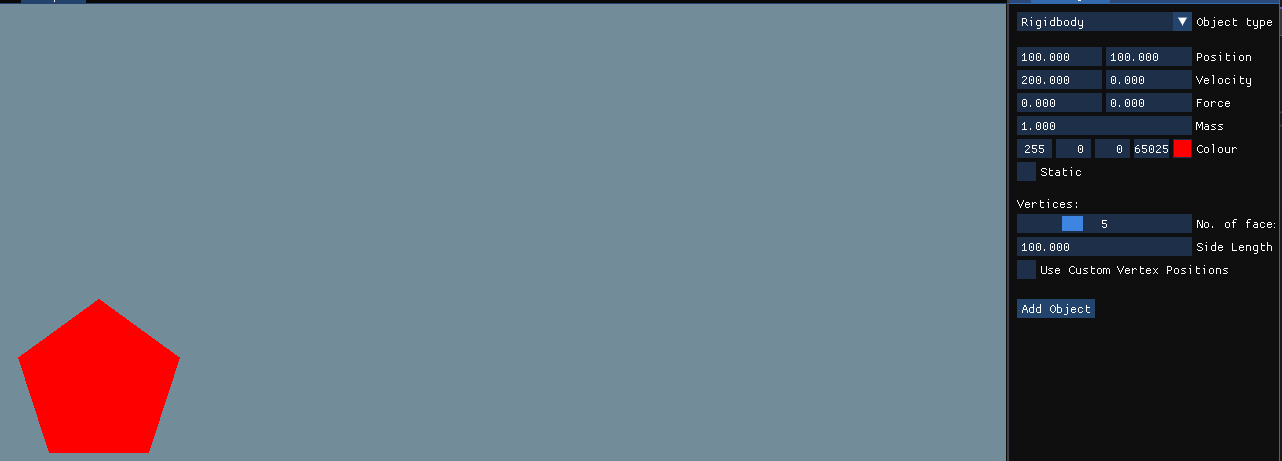 Rigidbody Object type
100.000 100.000 Position
200.000 0.000 Velocity
0.000 0.000 Force
1.000 Mass
255 0 0 65025 Colour
Static
Vertices:
5 No. of face
100.000 Side Length
Use Custom Vertex Positions
Add Object